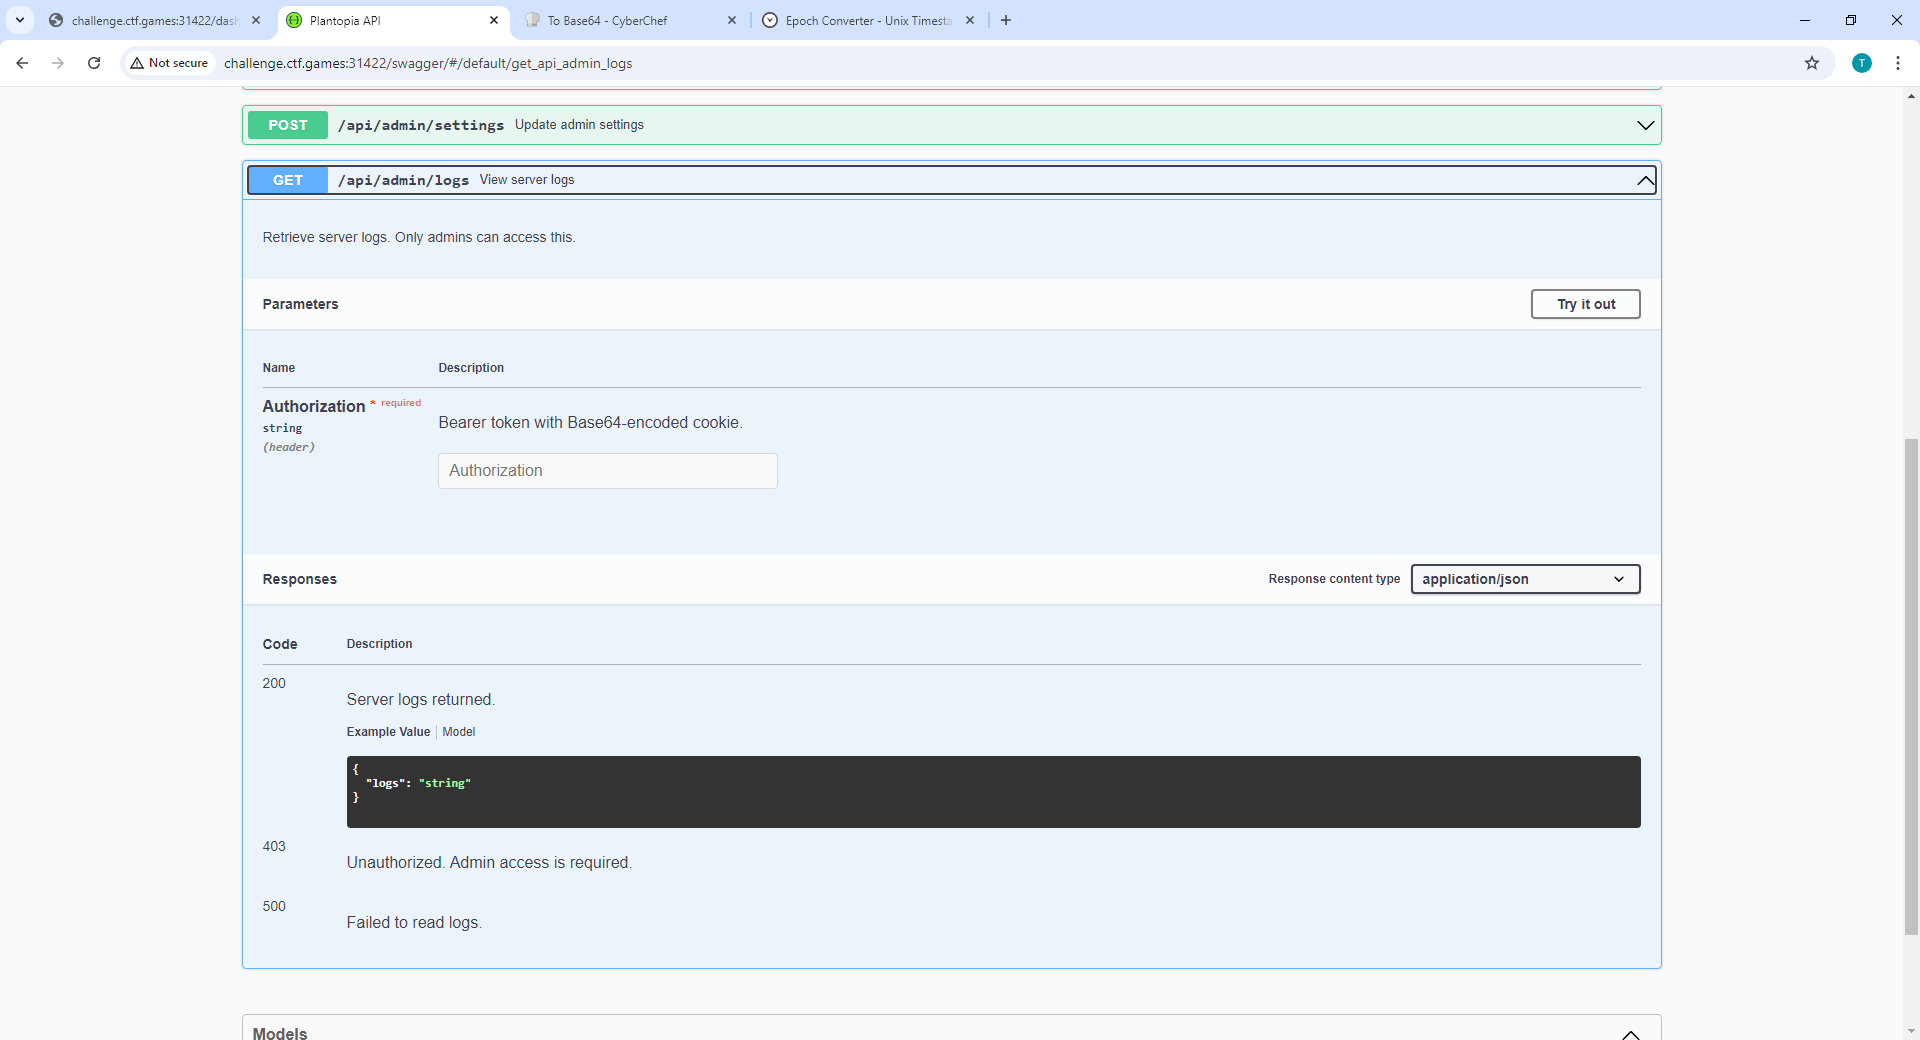 challenge.ctf.games:31422/das
Plantopia API
To Base64 - CyberChef
Epoch Converter - Unix Timesta
Not secure
challenge.ctf.games:31422/swagger/#/default/get_api_admin_logs
T
POST /api/admin/settings Update admin settings
GET /api/admin/logs View server logs
Retrieve server logs. Only admins can access this.
Parameters
Try it out
Name Description
Authorization * required
string
(header)
Bearer token with Base64-encoded cookie.
Authorization
Responses
Response content type application/json
Code Description
200
Server logs returned.
Example Value Model
{
"logs": "string"
}
403
Unauthorized. Admin access is required.
500
Failed to read logs.
Models